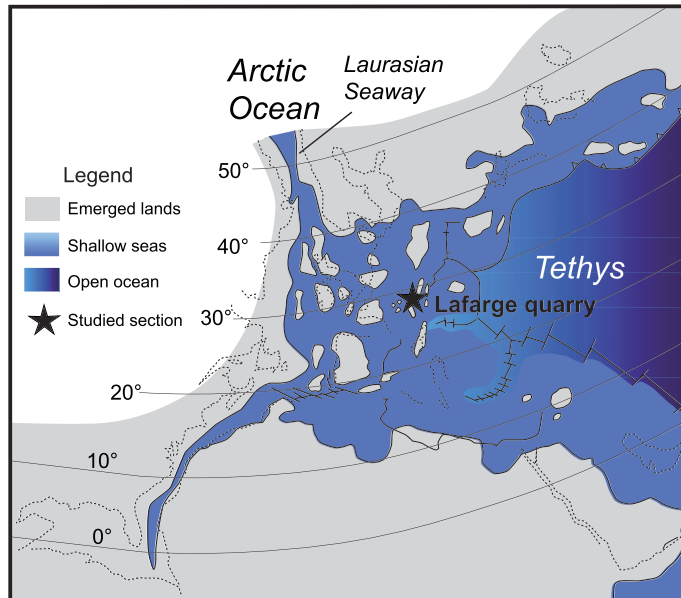 Arctic
Ocean
Laurasian
Seaway
50°
Legend
Emerged lands
Shallow seas
Open ocean
Studied section
40°
Tethys
Lafarge quarry
30°
20°
10°
0°